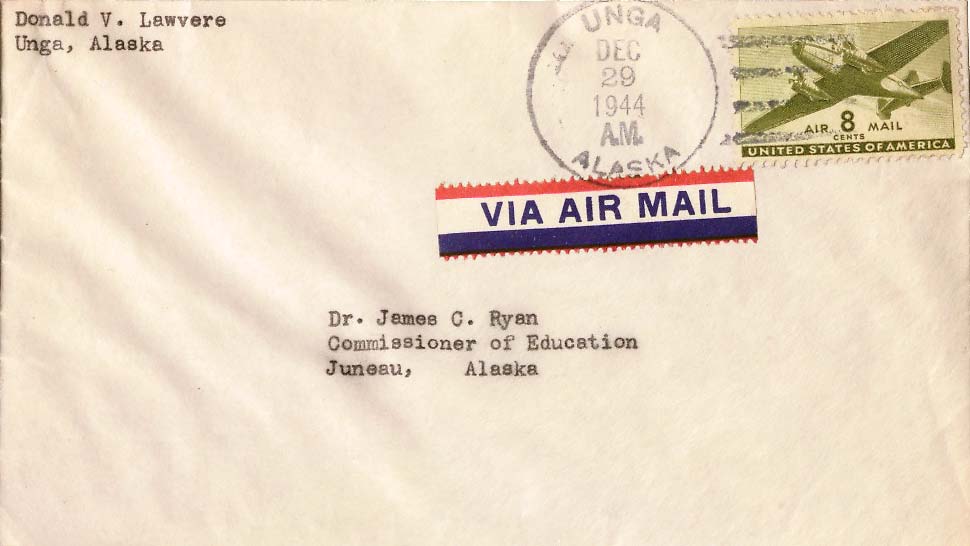 Donald V. Lawvere
Unga, Alaska
UNGA
DEC
29
1944
A.M.
ALASKA
AIR 8 MAIL
CENTS
UNITED STATES OF AMERICA
VIA AIR MAIL
Dr. James C. Ryan
Commissioner of Education
Juneau, Alaska